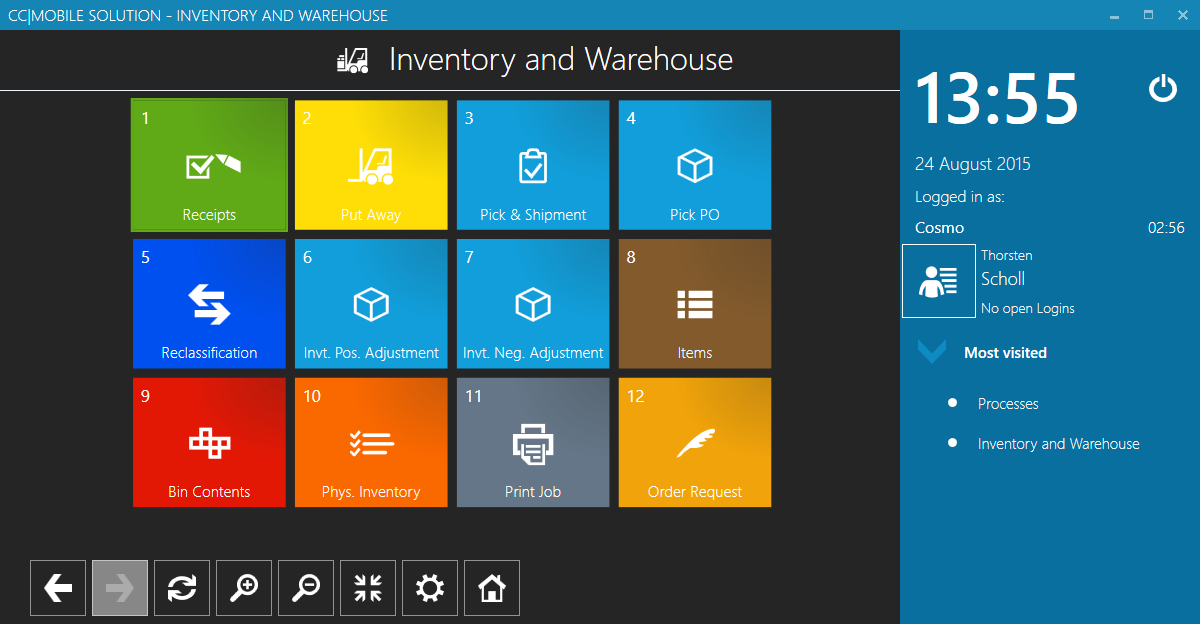 CC|MOBILE SOLUTION - INVENTORY AND WAREHOUSE
Inventory and Warehouse
1
Receipts
2
Put Away
3
Pick & Shipment
4
Pick PO
5
Reclassification
6
Invt. Pos. Adjustment
7
Invt. Neg. Adjustment
8
Items
9
Bin Contents
10
Phys. Inventory
11
Print Job
12
Order Request
13:55
24 August 2015
Logged in as:
Cosmo 02:56
Thorsten
Scholl
No open Logins
Most visited
Processes
Inventory and Warehouse